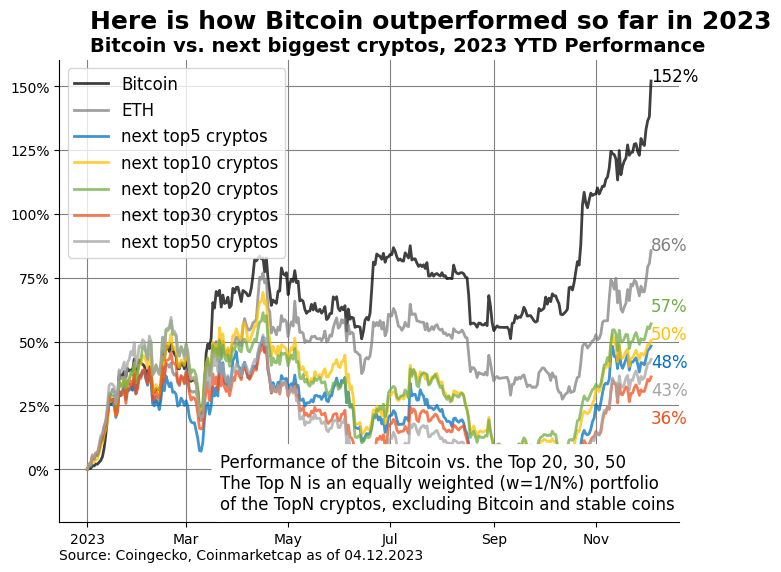 Here is how Bitcoin outperformed so far in 2023
Bitcoin vs. next biggest cryptos, 2023 YTD Performance
150%
125%
100%
75%
50%
25%
0%
Bitcoin
ETH
next top5 cryptos
next top10 cryptos
next top20 cryptos
next top30 cryptos
next top50 cryptos
152%
86%
57%
50%
48%
43%
36%
Performance of the Bitcoin vs. the Top 20, 30, 50
The Top N is an equally weighted (w=1/N%) portfolio
of the TopN cryptos, excluding Bitcoin and stable coins
2023 Mar May Jul Sep Nov
Source: Coingecko, Coinmarketcap as of 04.12.2023